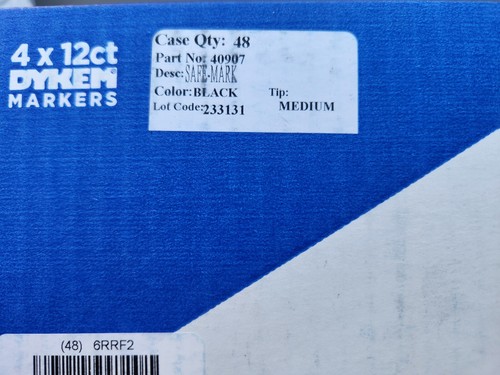 4 x 12ct
DYKEM®
MARKERS
Case Qty: 48
Part No: 40907
Desc: SAFE-MARK
Color: BLACK Tip:
Lot Code: 233131 MEDIUM
(48) 6RRF2